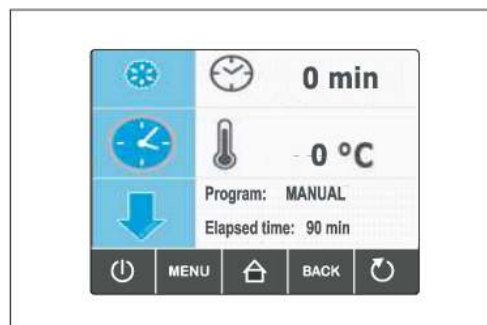 0 min
- 0 °C
Program: MANUAL
Elapsed time: 90 min
MENU BACK